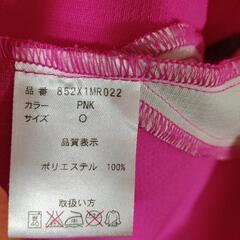 品番 852X1MR022
カラー PNK
サイズ O
品質表示
ポリエステル 100%
取扱い方